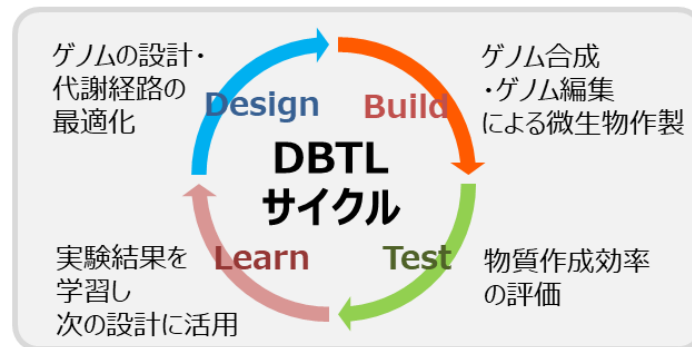 ゲノムの設計・
代謝経路の
最適化
Design
Build
ゲノム合成
・ゲノム編集
による微生物作製
DBTL
サイクル
実験結果を
学習し
次の設計に活用
Learn
Test
物質作成効率
の評価